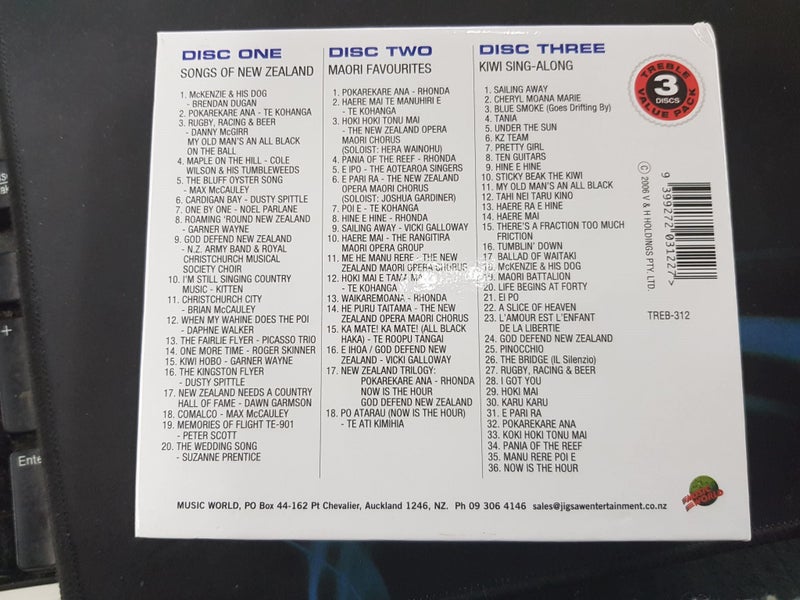 DISC ONE
SONGS OF NEW ZEALAND
1. McKENZIE & HIS DOG
- BRENDAN DUGAN
2. POKAREKARE ANA - TE KOHANGA
3. RUGBY, RACING & BEER
- DANNY McGIRR
MY OLD MAN'S AN ALL BLACK
ON THE BALL
4. MAPLE ON THE HILL - COLE
WILSON & HIS TUMBLEWEEDS
5. THE BLUFF OYSTER SONG
- MAX McCAULEY
6. CARDIGAN BAY - DUSTY SPITTLE
7. ONE BY ONE - NOEL PARLANE
8. ROAMING 'ROUND NEW ZEALAND
- GARNER WAYNE
9. GOD DEFEND NEW ZEALAND
- N.Z. ARMY BAND & ROYAL
CHRISTCHURCH MUSICAL
SOCIETY CHOIR
10. I'M STILL SINGING COUNTRY
MUSIC - KITTEN
11. CHRISTCHURCH CITY
- BRIAN McCAULEY
12. WHEN MY WAHINE DOES THE POI
- DAPHNE WALKER
13. THE FAIRLIE FLYER - PICASSO TRIO
14. ONE MORE TIME - ROGER SKINNER
15. KIWI HOBO - GARNER WAYNE
16. THE KINGSTON FLYER
- DUSTY SPITTLE
17. NEW ZEALAND NEEDS A COUNTRY
HALL OF FAME - DAWN GARMSON
18. COMALCO - MAX McCAULEY
19. MEMORIES OF FLIGHT TE-901
- PETER SCOTT
20. THE WEDDING SONG
- SUZANNE PRENTICE
DISC TWO
MAORI FAVOURITES
1. POKAREKARE ANA - RHONDA
2. HAERE MAI TE MANUHIRI E
- TE KOHANGA
3. HOKI HOKI TONU MAI
- THE NEW ZEALAND OPERA
MAORI CHORUS
(SOLOIST: HERA WAINOHU)
4. PANIA OF THE REEF - RHONDA
5. E IPO - THE AOTEAROA SINGERS
6. E PARI RA - THE NEW ZEALAND
OPERA MAORI CHORUS
(SOLOIST: JOSHUA GARDINER)
7. POI E - TE KOHANGA
8. HINE E HINE - RHONDA
9. SAILING AWAY - VICKI GALLOWAY
10. HAERE MAI - THE RANGITIRA
MAORI OPERA GROUP
11. ME HE MANU RERE - THE NEW
ZEALAND MAORI OPERA CHORUS
12. HOKI MAI E TAMA MA
- TE KOHANGA
13. WAIKAREMOANA - RHONDA
14. HE PURU TAITAMA - THE NEW
ZEALAND OPERA MAORI CHORUS
15. KA MATE! KA MATE! (ALL BLACK
HAKA) - TE ROOPU TANGAI
16. E IHOA / GOD DEFEND NEW
ZEALAND - VICKI GALLOWAY
17. NEW ZEALAND TRILOGY:
POKAREKARE ANA - RHONDA
NOW IS THE HOUR
GOD DEFEND NEW ZEALAND
18. PO ATARAU (NOW IS THE HOUR)
- TE ATI KIMIHIA
DISC THREE
KIWI SING-ALONG
1. SAILING AWAY
2. CHERYL MOANA MARIE
3. BLUE SMOKE (Goes Drifting By)
4. TANIA
5. UNDER THE SUN
6. KZ TEAM
7. PRETTY GIRL
8. TEN GUITARS
9. HINE E HINE
10. STICKY BEAK THE KIWI
11. MY OLD MAN'S AN ALL BLACK
12. TAHI NEI TARU KINO
13. HAERE RA E HINE
14. HAERE MAI
15. THERE'S A FRACTION TOO MUCH
FRICTION
16. TUMBLIN' DOWN
17. BALLAD OF WAITAKI
18. McKENZIE & HIS DOG
19. MAORI BATTALION
20. LIFE BEGINS AT FORTY
21. EI PO
22. A SLICE OF HEAVEN
23. L'AMOUR EST L'ENFANT
DE LA LIBERTIE
24. GOD DEFEND NEW ZEALAND
25. PINOCCHIO
26. THE BRIDGE (IL Silenzio)
27. RUGBY, RACING & BEER
28. I GOT YOU
29. HOKI MAI
30. KARU KARU
31. E PARI RA
32. POKAREKARE ANA
33. KOKI HOKI TONU MAI
34. PANIA OF THE REEF
35. MANU RERE POI E
36. NOW IS THE HOUR
TREBLE
3
DISCS
VALUE PACK
© 2006 V & H HOLDINGS PTY. LTD.
9 399272 031227>
TREB-312
MUSIC WORLD
MUSIC WORLD, PO Box 44-162 Pt Chevalier, Auckland 1246, NZ. Ph 09 306 4146 sales@jigsawentertainment.co.nz
+
Ente